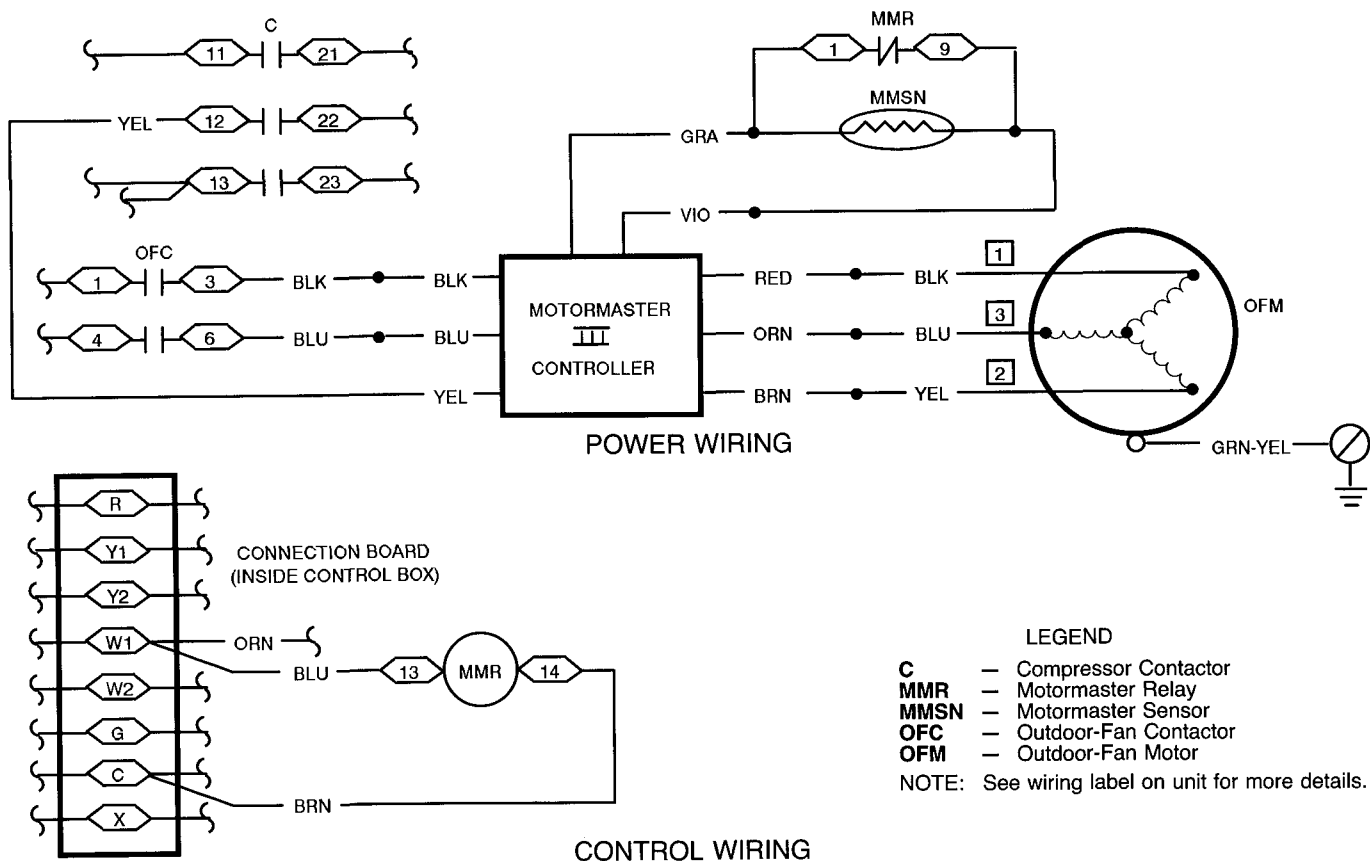 C
MMR
11
21
1
9
MMSN
YEL
12
22
GRA
13
23
VIO
OFC
1
3
BLK
BLK
RED
BLK
1
OFM
MOTORMASTER
III
CONTROLLER
4
6
BLU
BLU
ORN
BLU
3
YEL
BRN
YEL
2
POWER WIRING
GRN-YEL
R
Y1
CONNECTION BOARD
(INSIDE CONTROL BOX)
Y2
W1
ORN
BLU
13
MMR
14
W2
G
C
BRN
X
LEGEND
C – Compressor Contactor
MMR – Motormaster Relay
MMSN – Motormaster Sensor
OFC – Outdoor-Fan Contactor
OFM – Outdoor-Fan Motor
NOTE: See wiring label on unit for more details.
CONTROL WIRING